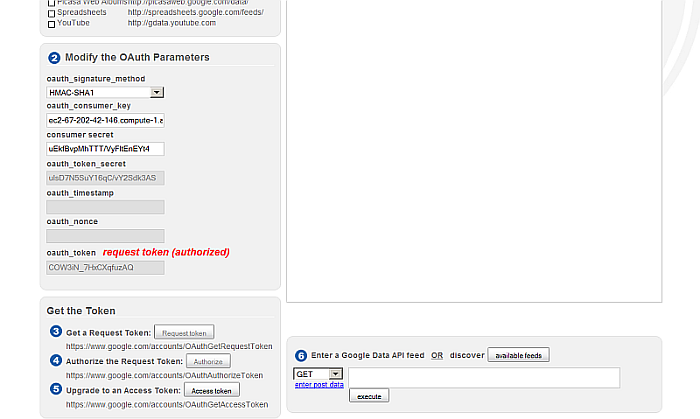 Picasa Web Albums http://picasaweb.google.com/data/
Spreadsheets http://spreadsheets.google.com/feeds/
YouTube http://gdata.youtube.com
2 Modify the OAuth Parameters
oauth_signature_method
HMAC-SHA1
oauth_consumer_key
ec2-67-202-42-146.compute-1.a
consumer secret
uEkfBvpMhTTT/VyFltEnEYt4
oauth_token_secret
ulsD7N5SuY16qC/vY2Sdk3AS
oauth_timestamp
oauth_nonce
oauth_token request token (authorized)
COW3iN_7HxCXqfuzAQ
Get the Token
3 Get a Request Token: Request token
https://www.google.com/accounts/OAuthGetRequestToken
4 Authorize the Request Token: Authorize
https://www.google.com/accounts/OAuthAuthorizeToken
5 Upgrade to an Access Token: Access token
https://www.google.com/accounts/OAuthGetAccessToken
6 Enter a Google Data API feed OR discover available feeds
GET
enter post data
execute